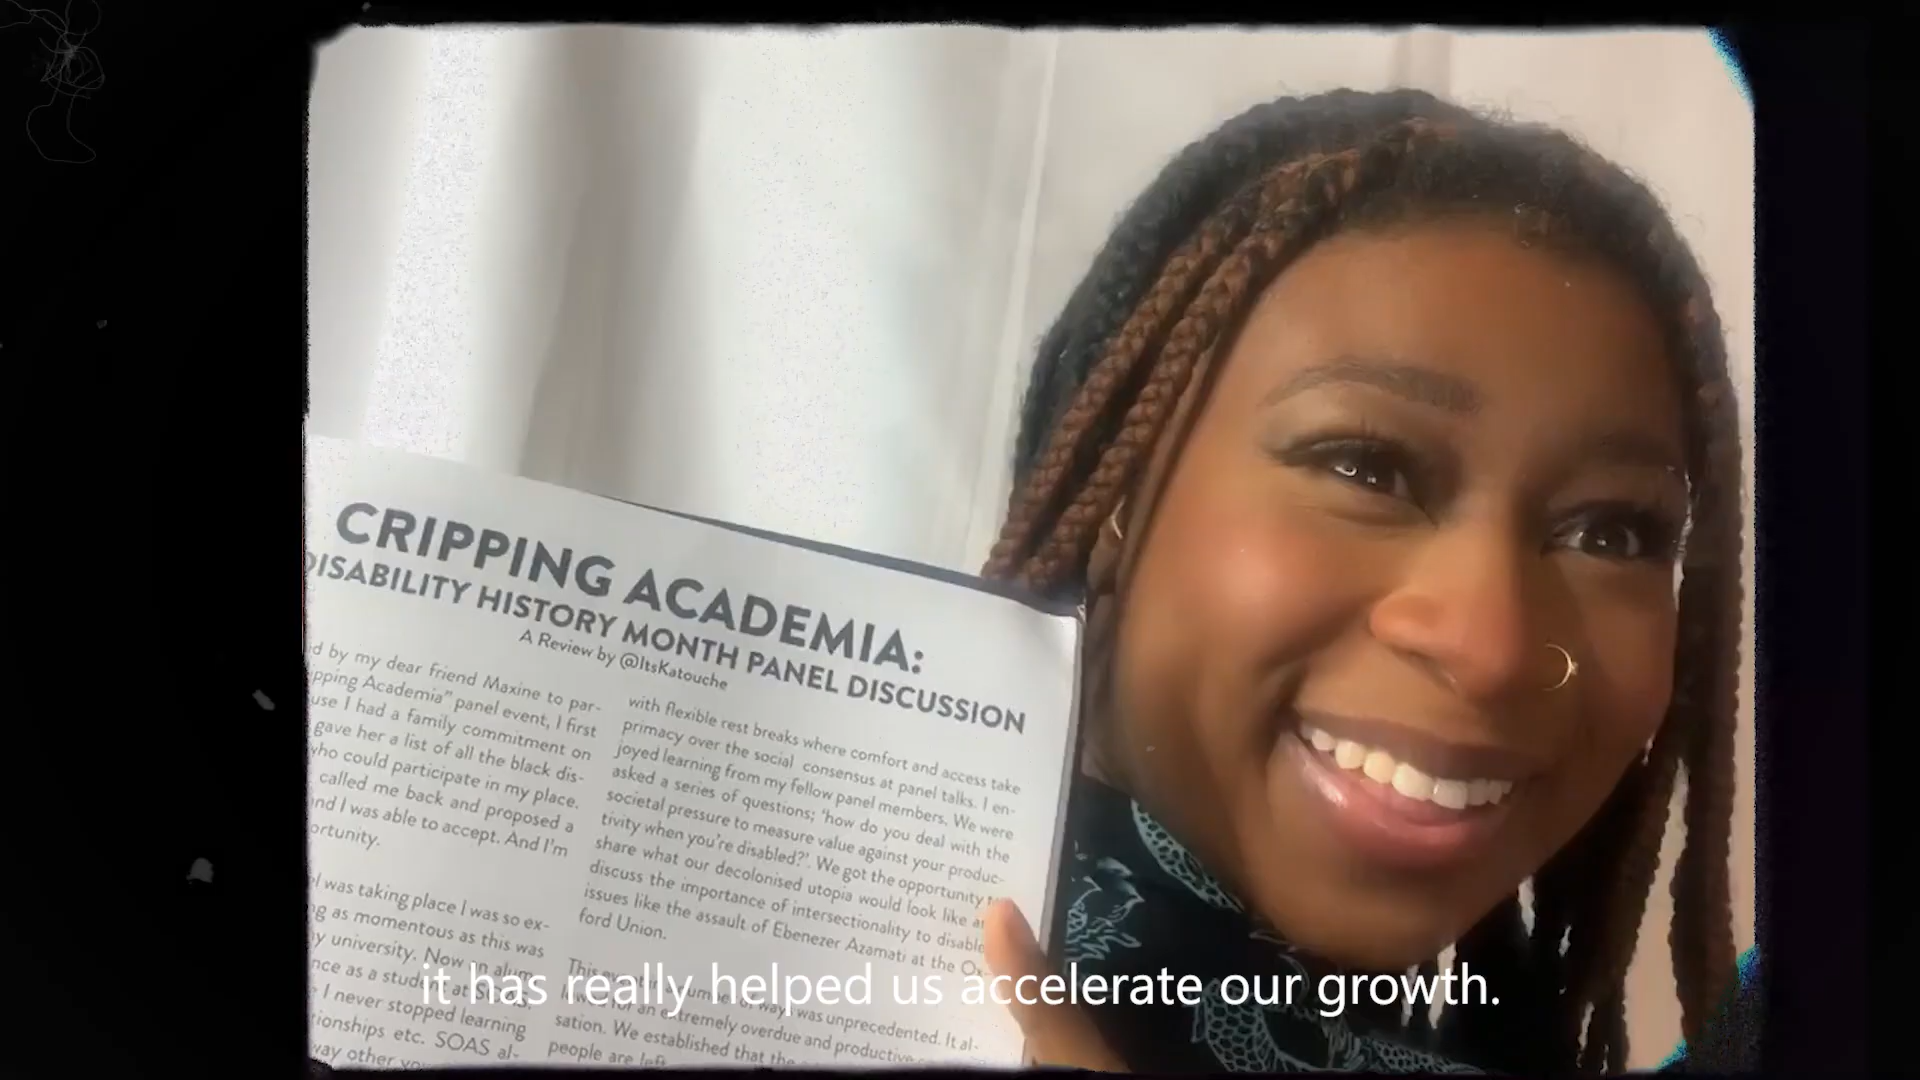 CRIPPING ACADEMIA:
DISABILITY HISTORY MONTH PANEL DISCUSSION
A Review by @ItsKatouche
by my dear friend Maxine to par-
Academia" panel event, I first
I had a family commitment on
gave her a list of all the black dis-
who could participate in my place.
called me back and proposed a
and I was able to accept. And I'm
was taking place I was so ex-
as momentous as this was
university. Now an alum
as a student at SOAS,
I never stopped learning
etc. SOAS al-
way other
with flexible rest breaks where comfort and access take
primacy over the social consensus at panel talks. I en-
joyed learning from my fellow panel members. We were
asked a series of questions; 'how do you deal with the
societal pressure to measure value against your produc-
tivity when you're disabled?'. We got the opportunity to
share what our decolonised utopia would look like
discuss the importance of intersectionality to
issues like the assault of Ebenezer Azamati at the Ox-
ford Union.
This was unprecedented. It al-
for an extremely overdue and productive
sation. We established that the
people are left
it has really helped us accelerate our growth.